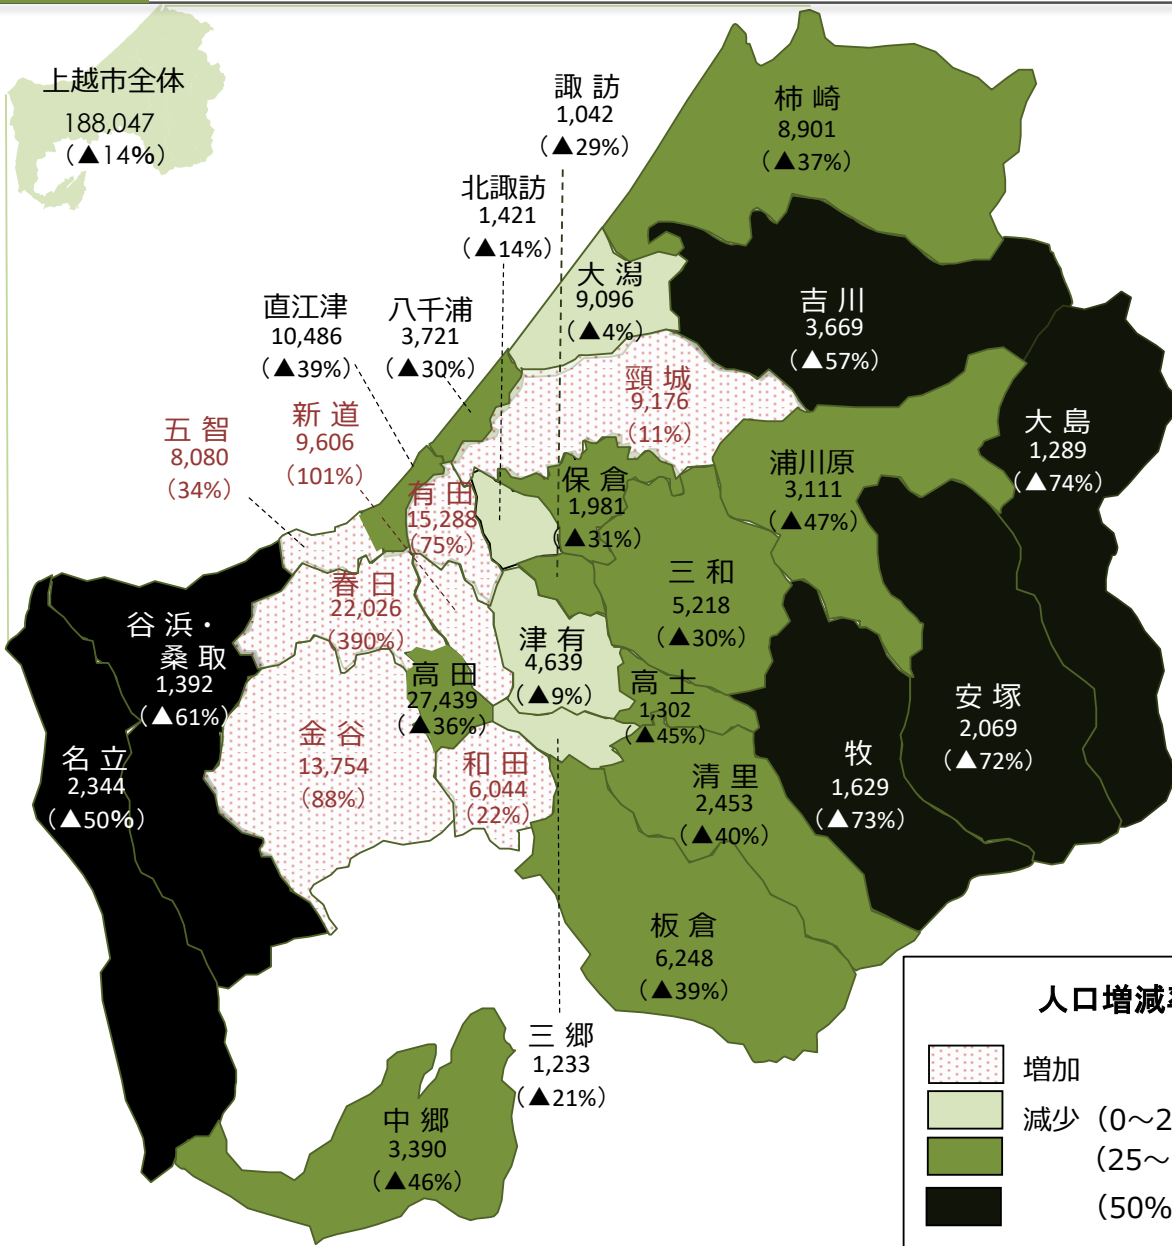 上越市全体
188,047
(▲14%)
諏訪
1,042
(▲29%)
柿崎
8,901
(▲37%)
北諏訪
1,421
(▲14%)
大潟
9,096
(▲4%)
吉川
3,669
(▲57%)
直江津
10,486
(▲39%)
八千浦
3,721
(▲30%)
頸城
9,176
(11%)
大島
1,289
(▲74%)
五智
8,080
(34%)
新道
9,606
(101%)
有田
15,288
(75%)
保倉
1,981
(▲31%)
浦川原
3,111
(▲47%)
春日
22,026
(390%)
三和
5,218
(▲30%)
谷浜・
桑取
1,392
(▲61%)
津有
4,639
(▲9%)
高田
27,439
(▲36%)
高士
1,302
(▲45%)
安塚
2,069
(▲72%)
名立
2,344
(▲50%)
金谷
13,754
(88%)
和田
6,044
(22%)
清里
2,453
(▲40%)
牧
1,629
(▲73%)
板倉
6,248
(▲39%)
三郷
1,233
(▲21%)
中郷
3,390
(▲46%)
人口増減
増加
減少 (0～2
(25～
(50%